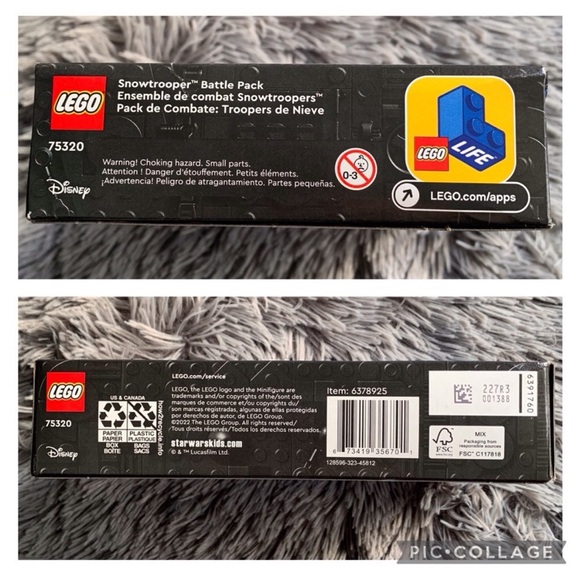 LEGO
Snowtrooper™ Battle Pack
Ensemble de combat Snowtroopers™
Pack de Combate: Troopers de Nieve
75320
Warning! Choking hazard. Small parts.
Attention ! Danger d'étouffement. Petits éléments.
¡Advertencia! Peligro de atragantamiento. Partes pequeñas.
Disney
0-3
LEGO
LIFE
LEGO.com/apps
LEGO
75320
Disney
US & CANADA
PAPER
PAPIER
BOX
BOÎTE
PLASTIC
PLASTIQUE
BAGS
SACS
how2recycle.info
LEGO.com/service
LEGO, the LEGO logo and the Minifigure are
trademarks and/or copyrights of the/sont des
marques de commerce et/ou copyrights du/
son marcas registradas, algunas de ellas protegidas
por derechos de autor, de LEGO Group.
©2022 The LEGO Group. All rights reserved./
Tous droits réservés./Todos los derechos reservados.
starwarskids.com
© & ™ Lucasfilm Ltd.
Item: 6378925
6 73419 35670 1
128596-323-45812
227R3
001388
6391760
FSC
www.fsc.org
MIX
Packaging from
responsible sources
FSC® C117818
PIC•COLLAGE